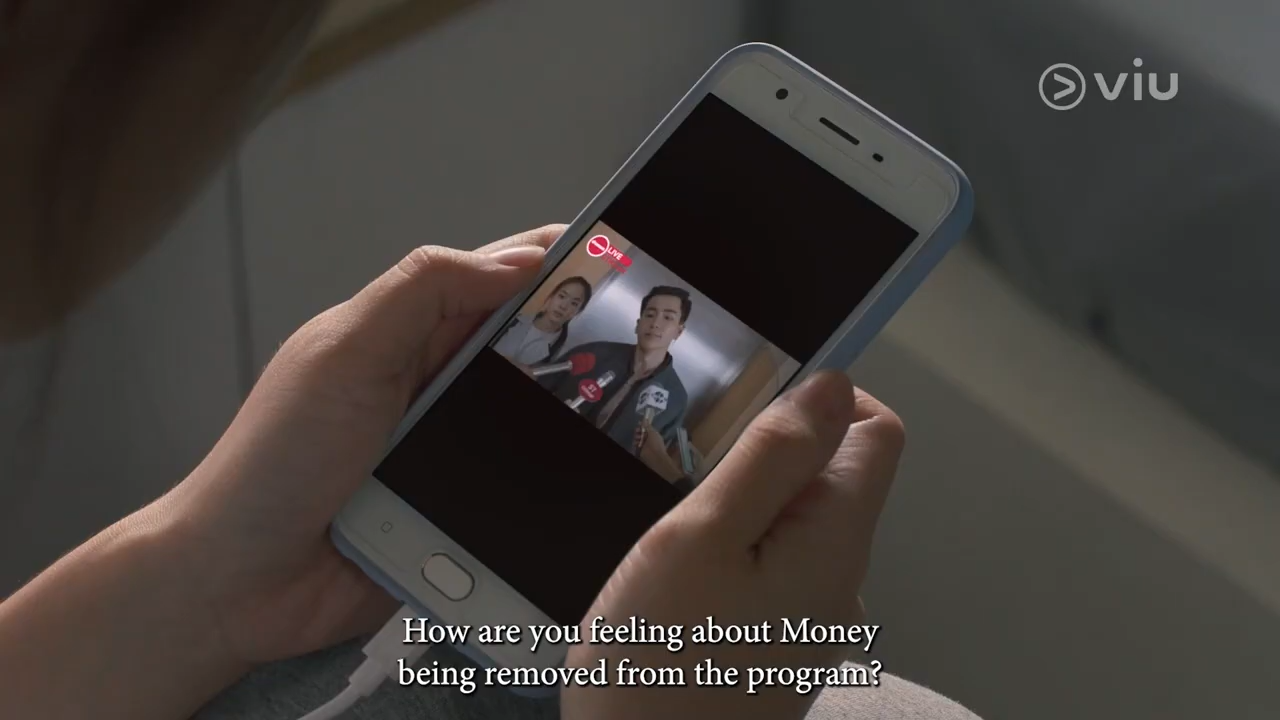 viu
LIVE
How are you feeling about Money
being removed from the program?